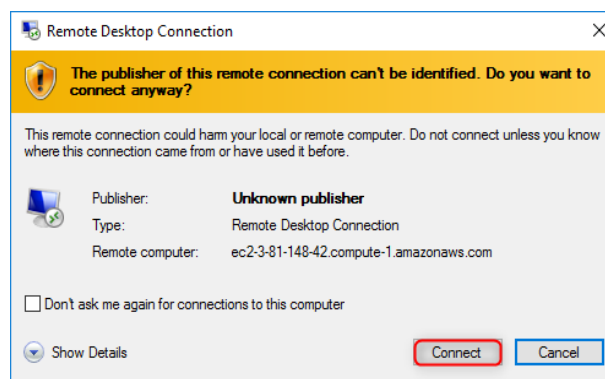 Remote Desktop Connection
The publisher of this remote connection can't be identified. Do you want to
connect anyway?
This remote connection could harm your local or remote computer. Do not connect unless you know
where this connection came from or have used it before.
Publisher: Unknown publisher
Type: Remote Desktop Connection
Remote computer: ec2-3-81-148-42.compute-1.amazonaws.com
Don't ask me again for connections to this computer
Show Details Connect Cancel